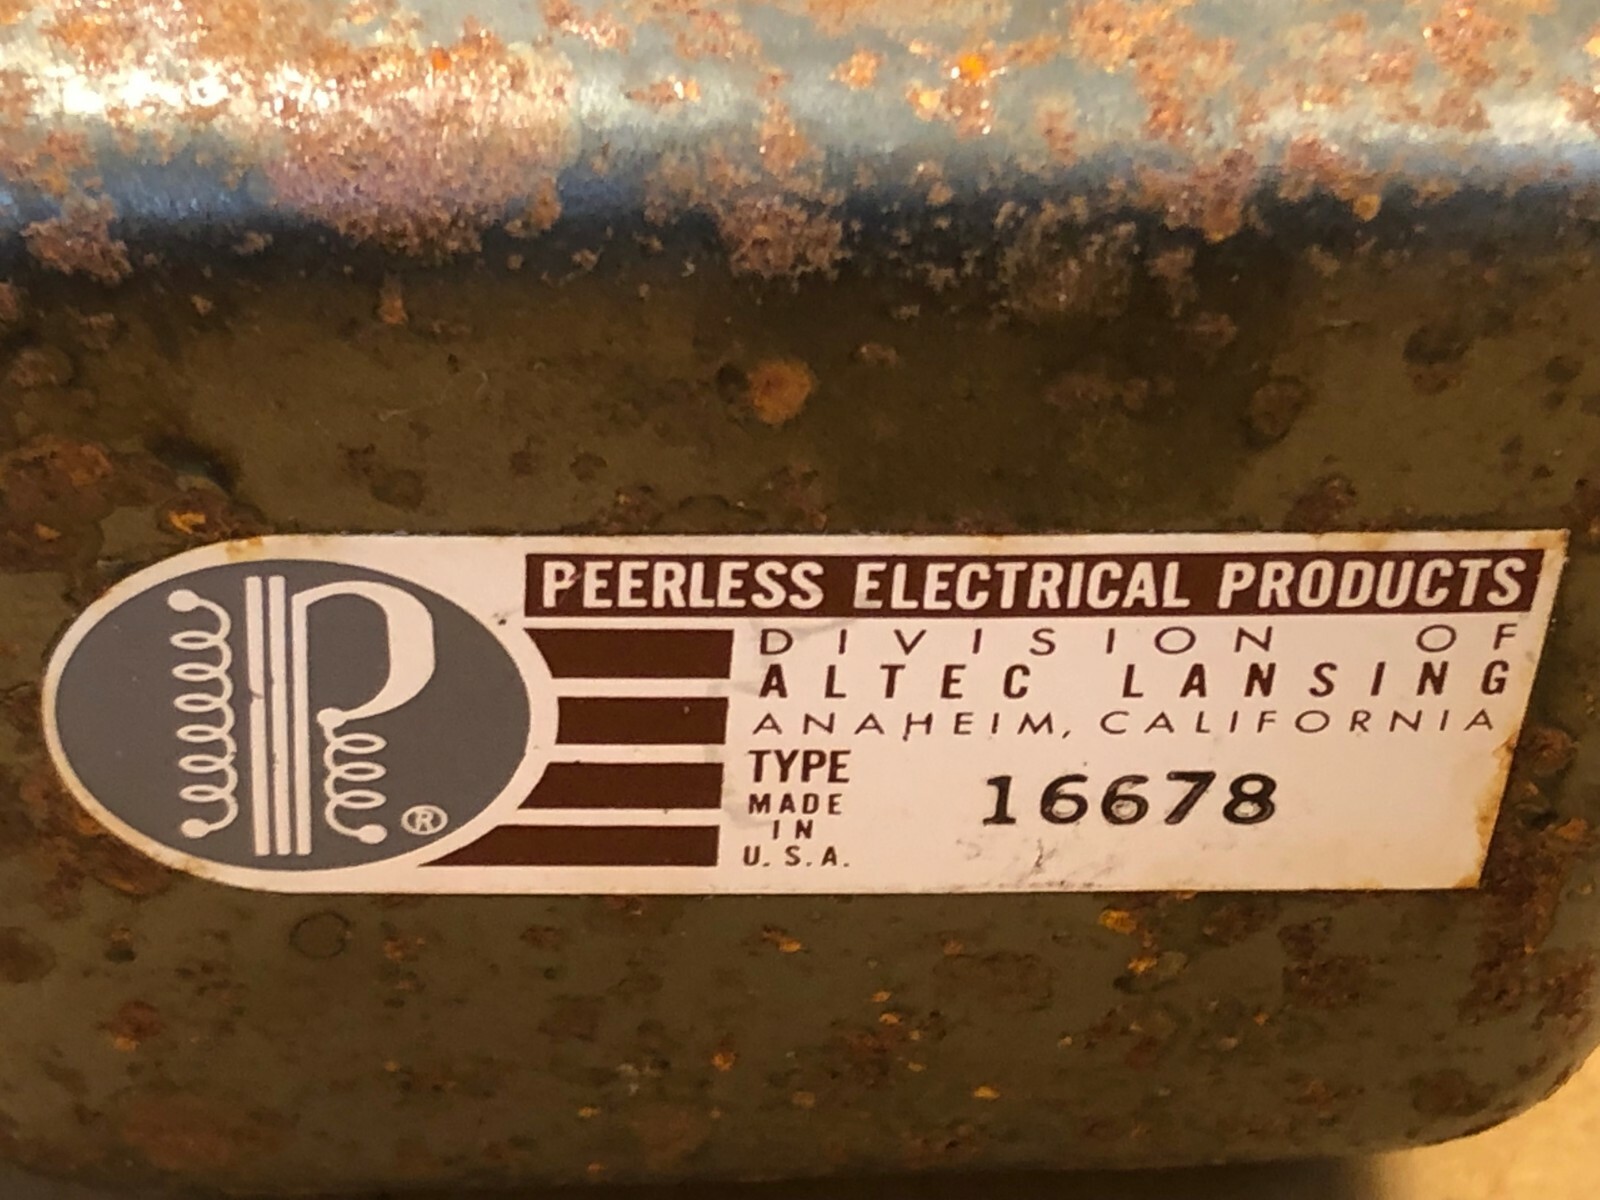 PEERLESS ELECTRICAL PRODUCTS
DIVISION OF
ALTEC LANSING
ANAHEIM, CALIFORNIA
TYPE 16678
MADE
IN
U.S.A.
P
®